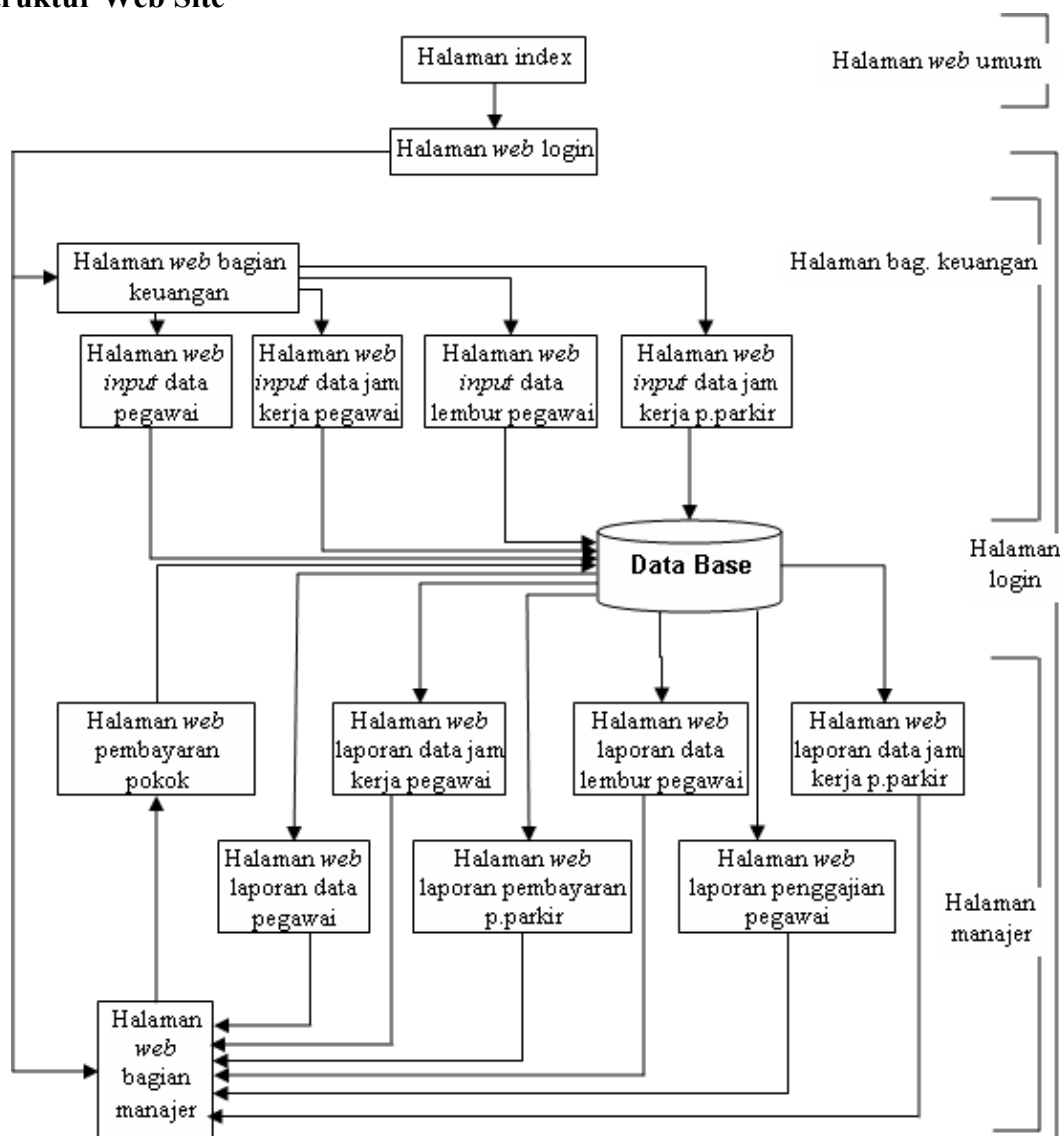 Web Site
Halaman index
Halaman web umum
Halaman web login
Halaman web bagian
keuangan
Halaman bag. keuangan
Halaman web
input data
pegawai
Halaman web
input data jam
kerja pegawai
Halaman web
input data
lembur pegawai
Halaman web
input data jam
kerja p.parkir
Data Base
Halaman
login
Halaman web
pembayaran
pokok
Halaman web
laporan data jam
kerja pegawai
Halaman web
laporan data
lembur pegawai
Halaman web
laporan data jam
kerja p.parkir
Halaman web
laporan data
pegawai
Halaman web
laporan pembayaran
p.parkir
Halaman web
laporan penggajian
pegawai
Halaman
manajer
Halaman
web
bagian
manajer